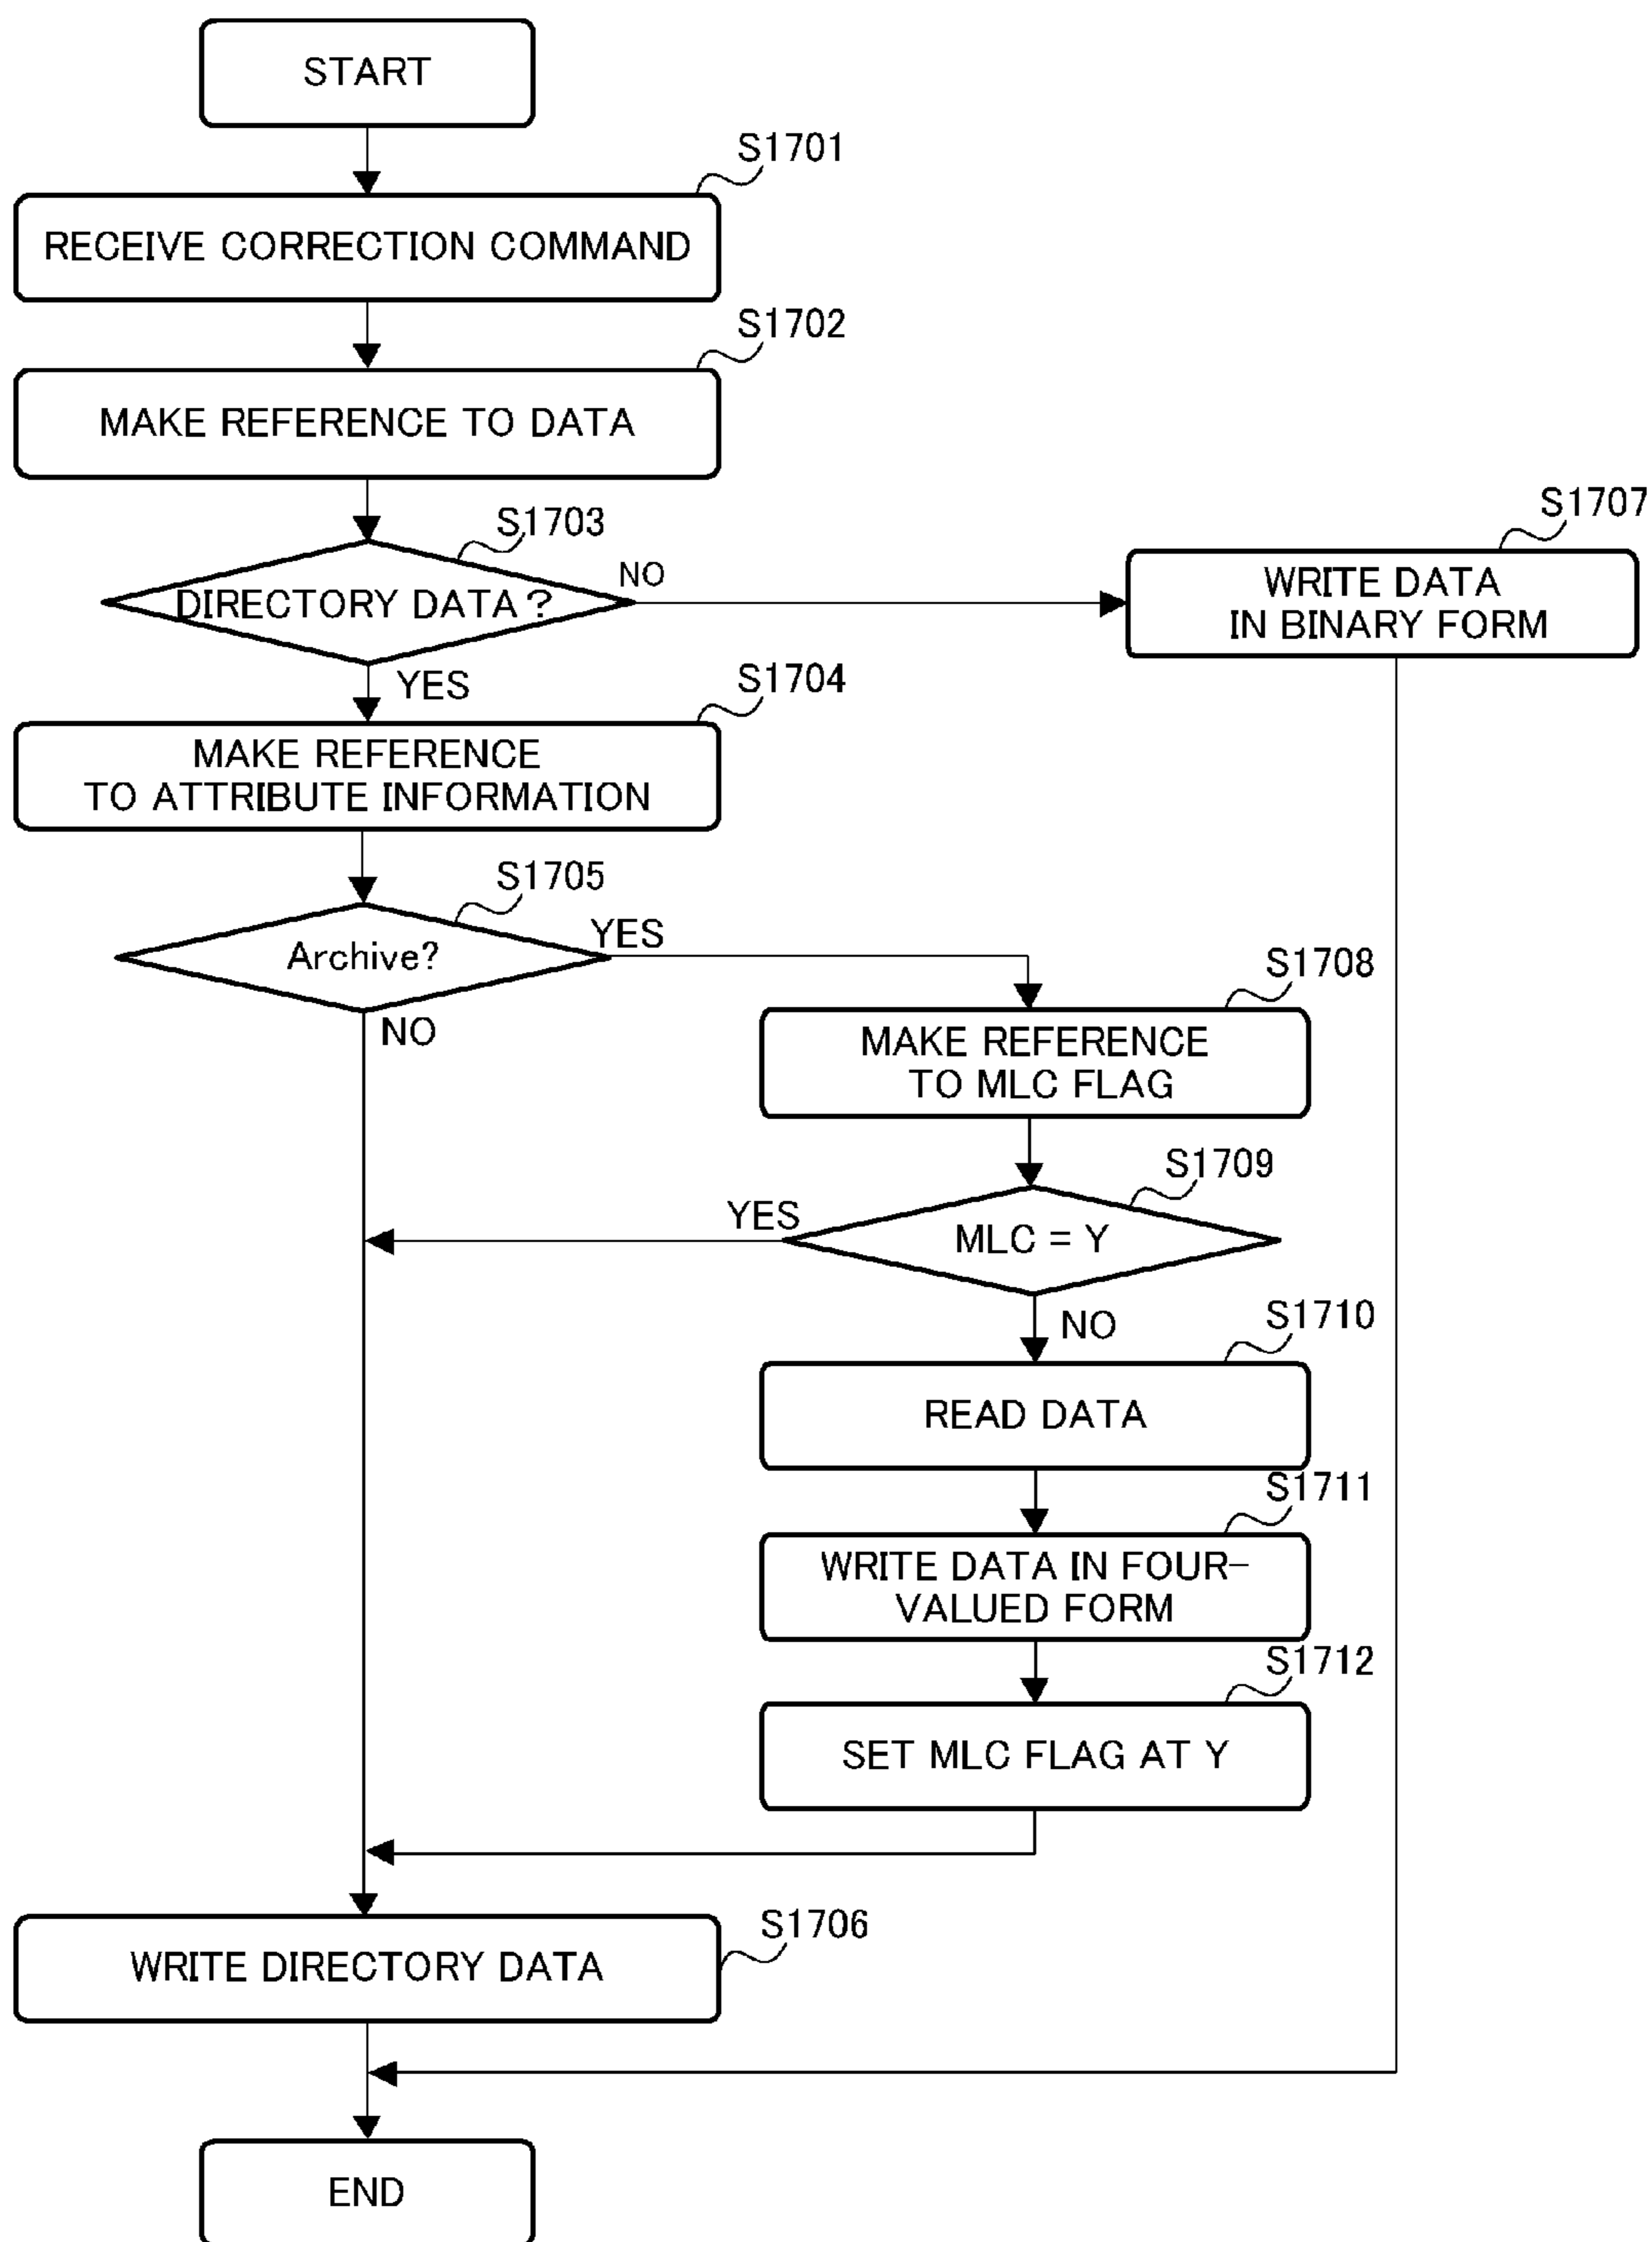 START
S1701
RECEIVE CORRECTION COMMAND
S1702
MAKE REFERENCE TO DATA
S1703
DIRECTORY DATA?
NO
S1707
WRITE DATA
IN BINARY FORM
YES
S1704
MAKE REFERENCE
TO ATTRIBUTE INFORMATION
S1705
Archive?
YES
NO
S1708
MAKE REFERENCE
TO MLC FLAG
S1709
MLC = Y
YES
NO
S1710
READ DATA
S1711
WRITE DATA IN FOUR-
VALUED FORM
S1712
SET MLC FLAG AT Y
S1706
WRITE DIRECTORY DATA
END